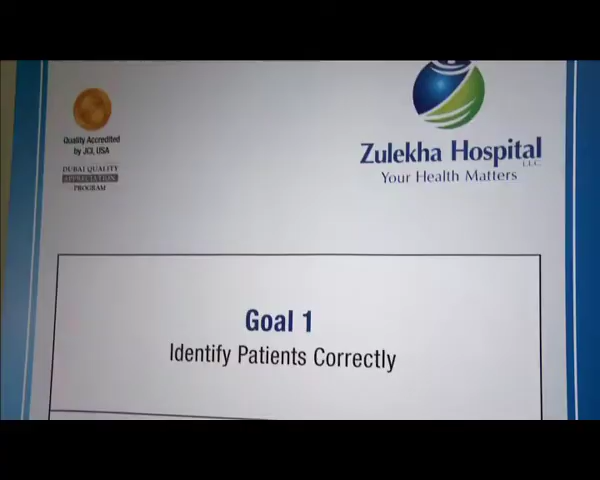 Quality Accredited
by JCI, USA
DUBAI QUALITY
APPRECIATION
PROGRAM
Zulekha Hospital
L.L.C.
Your Health Matters
Goal 1
Identify Patients Correctly